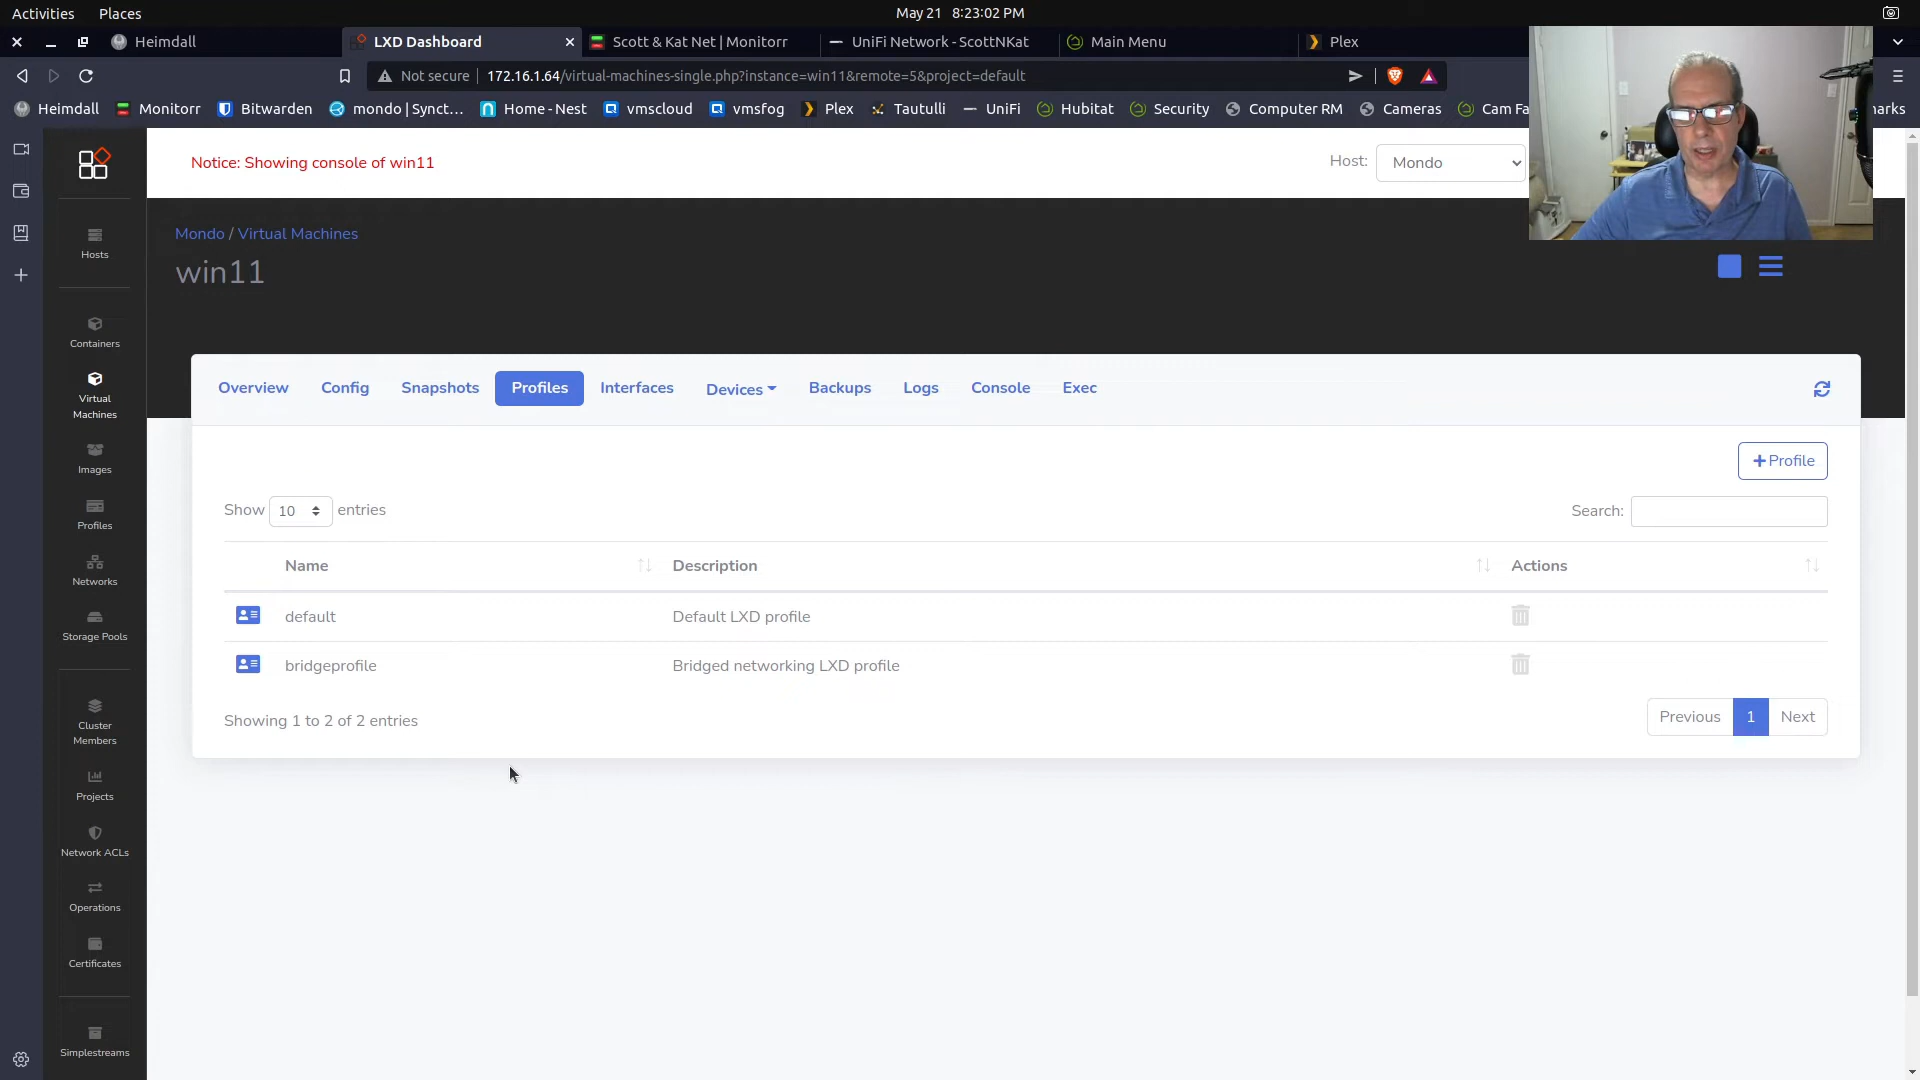 Activities Places May 21 8:23:02 PM
Heimdall LXD Dashboard Scott & Kat Net | Monitorr UniFi Network - ScottNKat Main Menu Plex
Not secure 172.16.1.64/virtual-machines-single.php?instance=win11&remote=5&project=default
Heimdall Monitorr Bitwarden mondo | Synct... Home - Nest vmscloud vmsfog Plex Tautulli UniFi Hubitat Security Computer RM Cameras Cam Fa arks
Notice: Showing console of win11
Host: Mondo
Mondo / Virtual Machines
win11
Hosts
Containers
Virtual
Machines
Images
Profiles
Networks
Storage Pools
Cluster
Members
Projects
Network ACLs
Operations
Certificates
Simplestreams
Overview Config Snapshots Profiles Interfaces Devices Backups Logs Console Exec
+ Profile
Show 10 entries
Search:
Name Description Actions
default Default LXD profile
bridgeprofile Bridged networking LXD profile
Showing 1 to 2 of 2 entries
Previous 1 Next